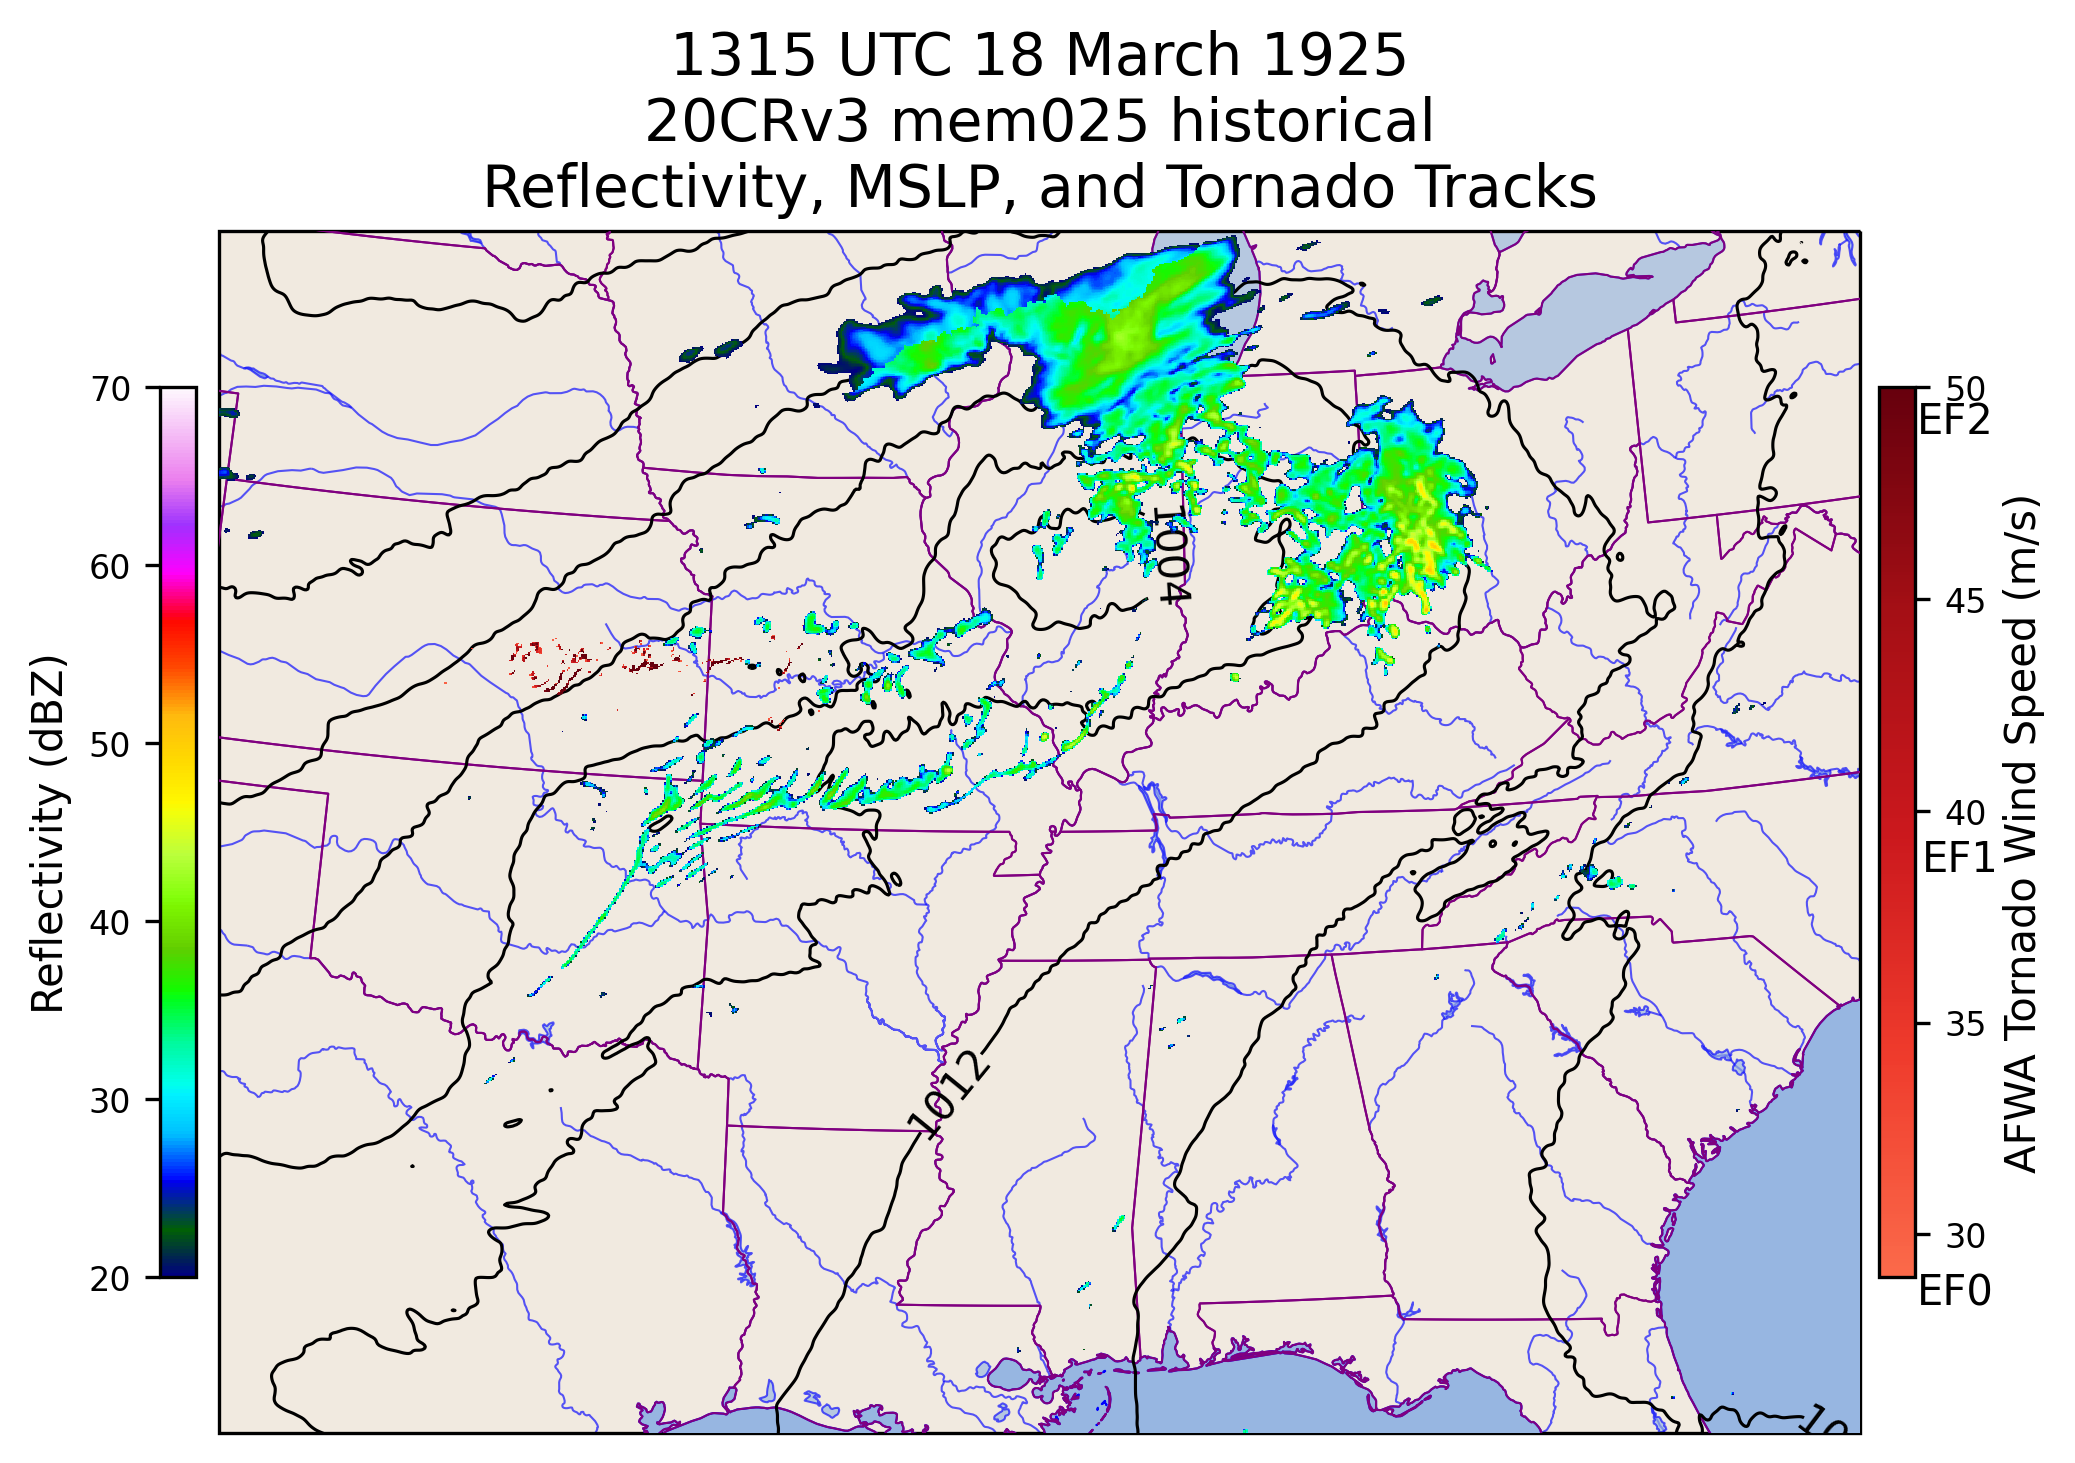 1315 UTC 18 March 1925
20CRv3 mem025 historical
Reflectivity, MSLP, and Tornado Tracks
Reflectivity (dBZ)
70
60
50
40
30
20
1004
1012
10
50
EF2
45
40
EF1
35
30
EF0
AFWA Tornado Wind Speed (m/s)